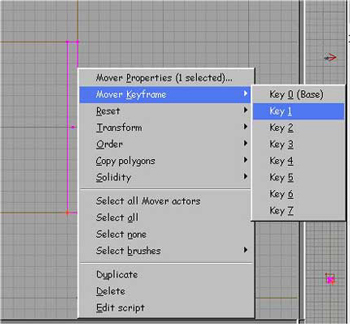 Mover Properties (1 selected)...
Mover Keyframe
Reset
Transform
Order
Copy polygons
Solidity
Select all Mover actors
Select all
Select none
Select brushes
Duplicate
Delete
Edit script
Key 0 (Base)
Key 1
Key 2
Key 3
Key 4
Key 5
Key 6
Key 7